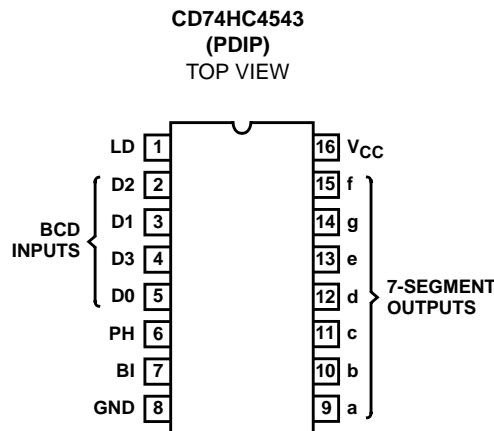 CD74HC4543
(PDIP)
TOP VIEW
LD 1 16 VCC
D2 2 15 f
D1 3 14 g
BCD
INPUTS
D3 4 13 e
D0 5 12 d
7-SEGMENT
OUTPUTS
PH 6 11 c
BI 7 10 b
GND 8 9 a